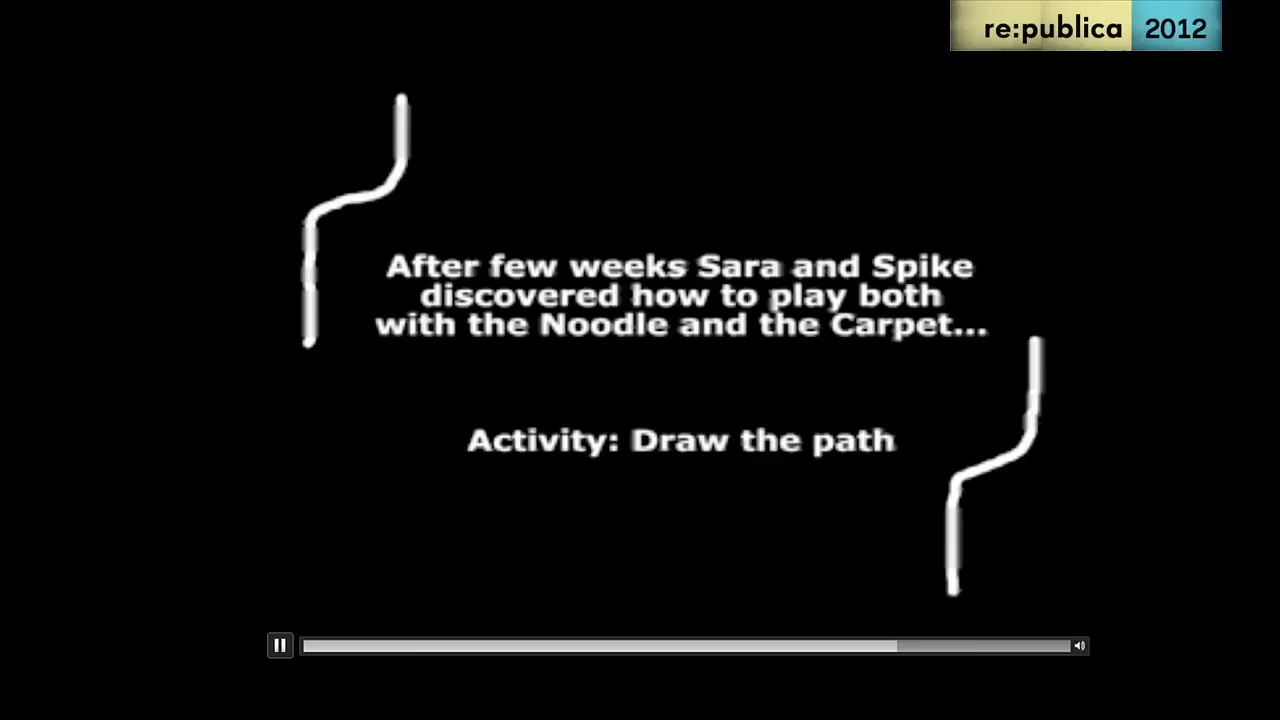 re:publica 2012
After few weeks Sara and Spike
discovered how to play both
with the Noodle and the Carpet...
Activity: Draw the path